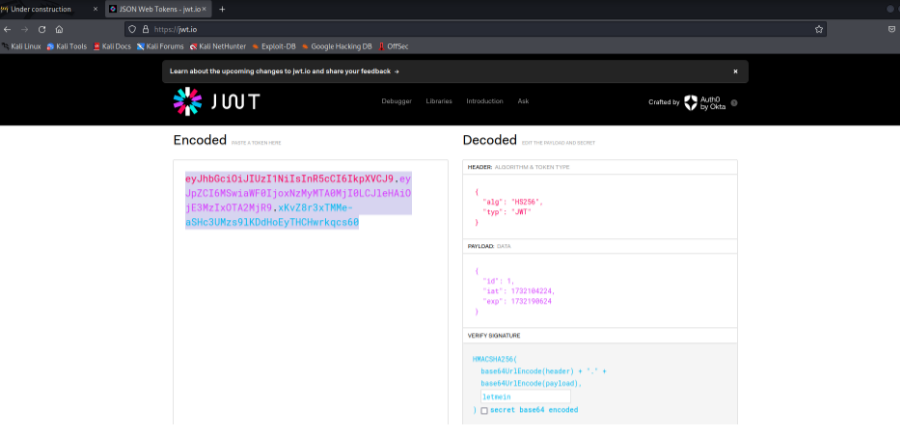 Under construction
JSON Web Tokens - jwt.io
https://jwt.io
Kali Linux Kali Tools Kali Docs Kali Forums Kali NetHunter Exploit-DB Google Hacking DB OffSec
Learn about the upcoming changes to jwt.io and share your feedback →
JWT
Debugger Libraries Introduction Ask
Crafted by Auth0 by Okta
Encoded PASTE A TOKEN HERE
Decoded EDIT THE PAYLOAD AND SECRET
eyJhbGciOiJIUzI1NiIsInR5cCI6IkpXVCJ9.ey
JpZCI6MSwiaWF0IjoxNzMyMTA0MjI0LCJleHAiO
jE3MzIxOTA2MjR9.xKvZ8r3xTMMe-
aSHc3UMzs9lKDdHoEyTHCHwrkqcs60
HEADER: ALGORITHM & TOKEN TYPE
{
"alg": "HS256",
"typ": "JWT"
}
PAYLOAD: DATA
{
"id": 1,
"iat": 1732104224,
"exp": 1732190624
}
VERIFY SIGNATURE
HMACSHA256(
base64UrlEncode(header) + "." +
base64UrlEncode(payload),
letmein
) secret base64 encoded